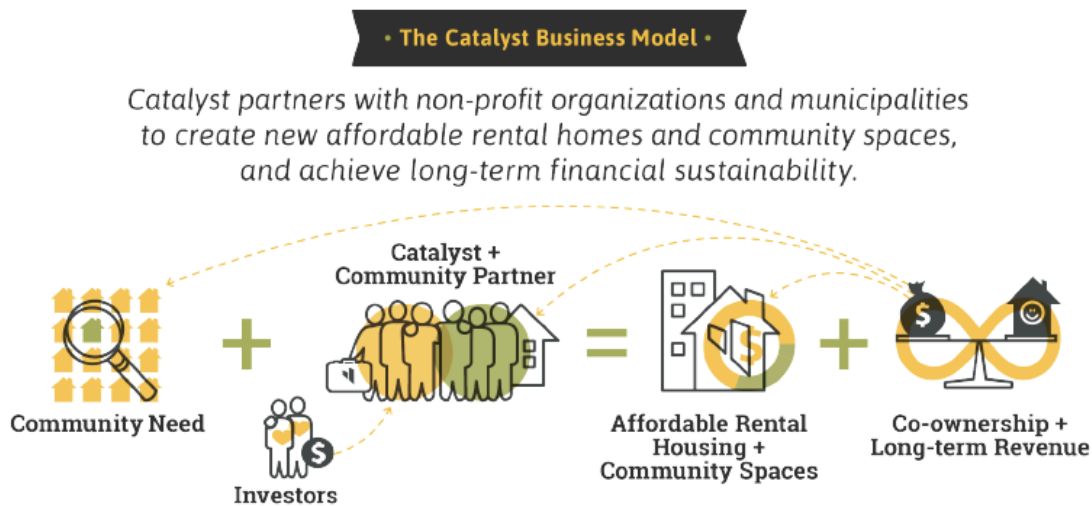 • The Catalyst Business Model •
Catalyst partners with non-profit organizations and municipalities
to create new affordable rental homes and community spaces,
and achieve long-term financial sustainability.
Catalyst +
Community Partner
+
=
$
+
$
Community Need
$
Investors
Affordable Rental
Housing +
Community Spaces
Co-ownership +
Long-term Revenue